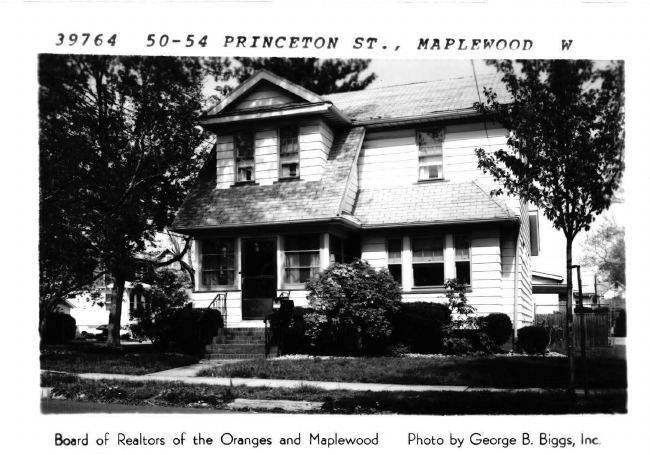 39764 50-54 PRINCETON ST., MAPLEWOOD W
Board of Realtors of the Oranges and Maplewood Photo by George B. Biggs, Inc.